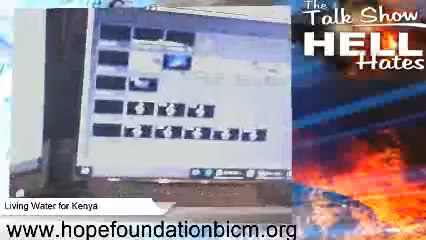 The
Talk Show
HELL
Hates
Living Water for Kenya
www.hopefoundationbicm.org